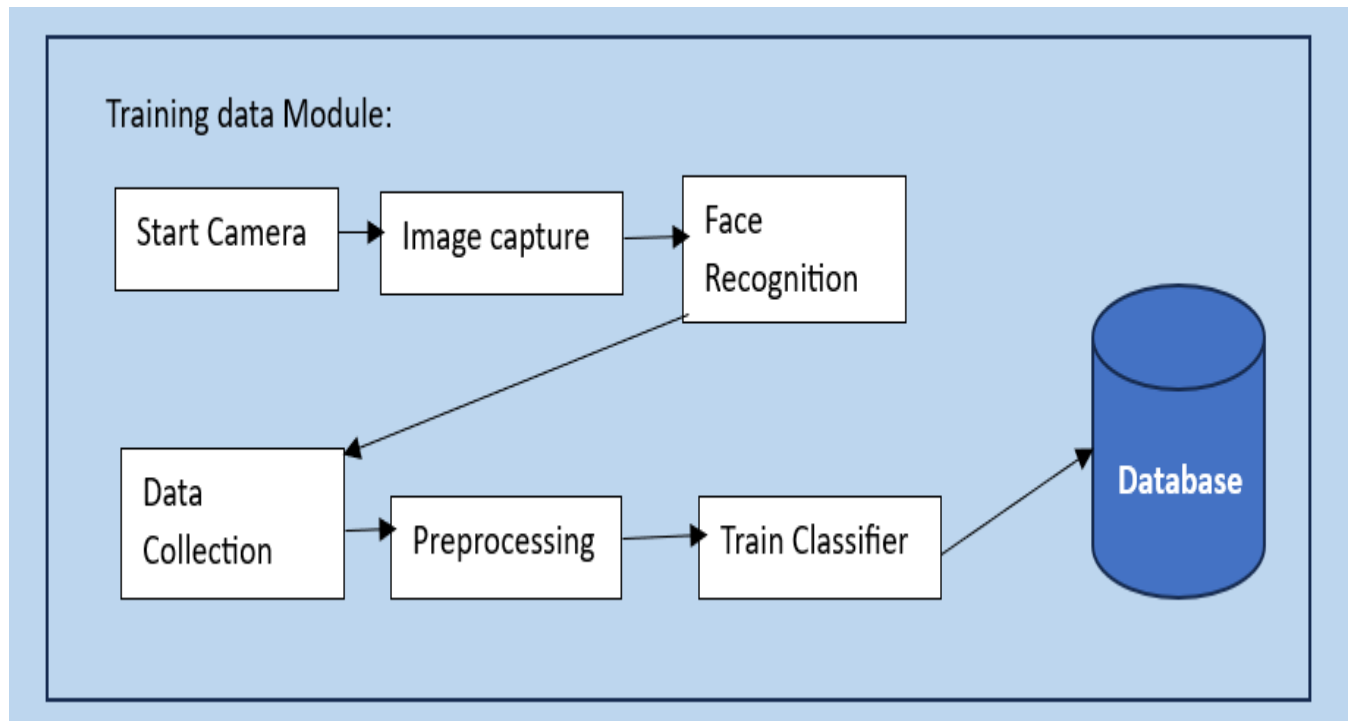 Training data Module:
Start Camera
Image capture
Face
Recognition
Data
Collection
Preprocessing
Train Classifier
Database